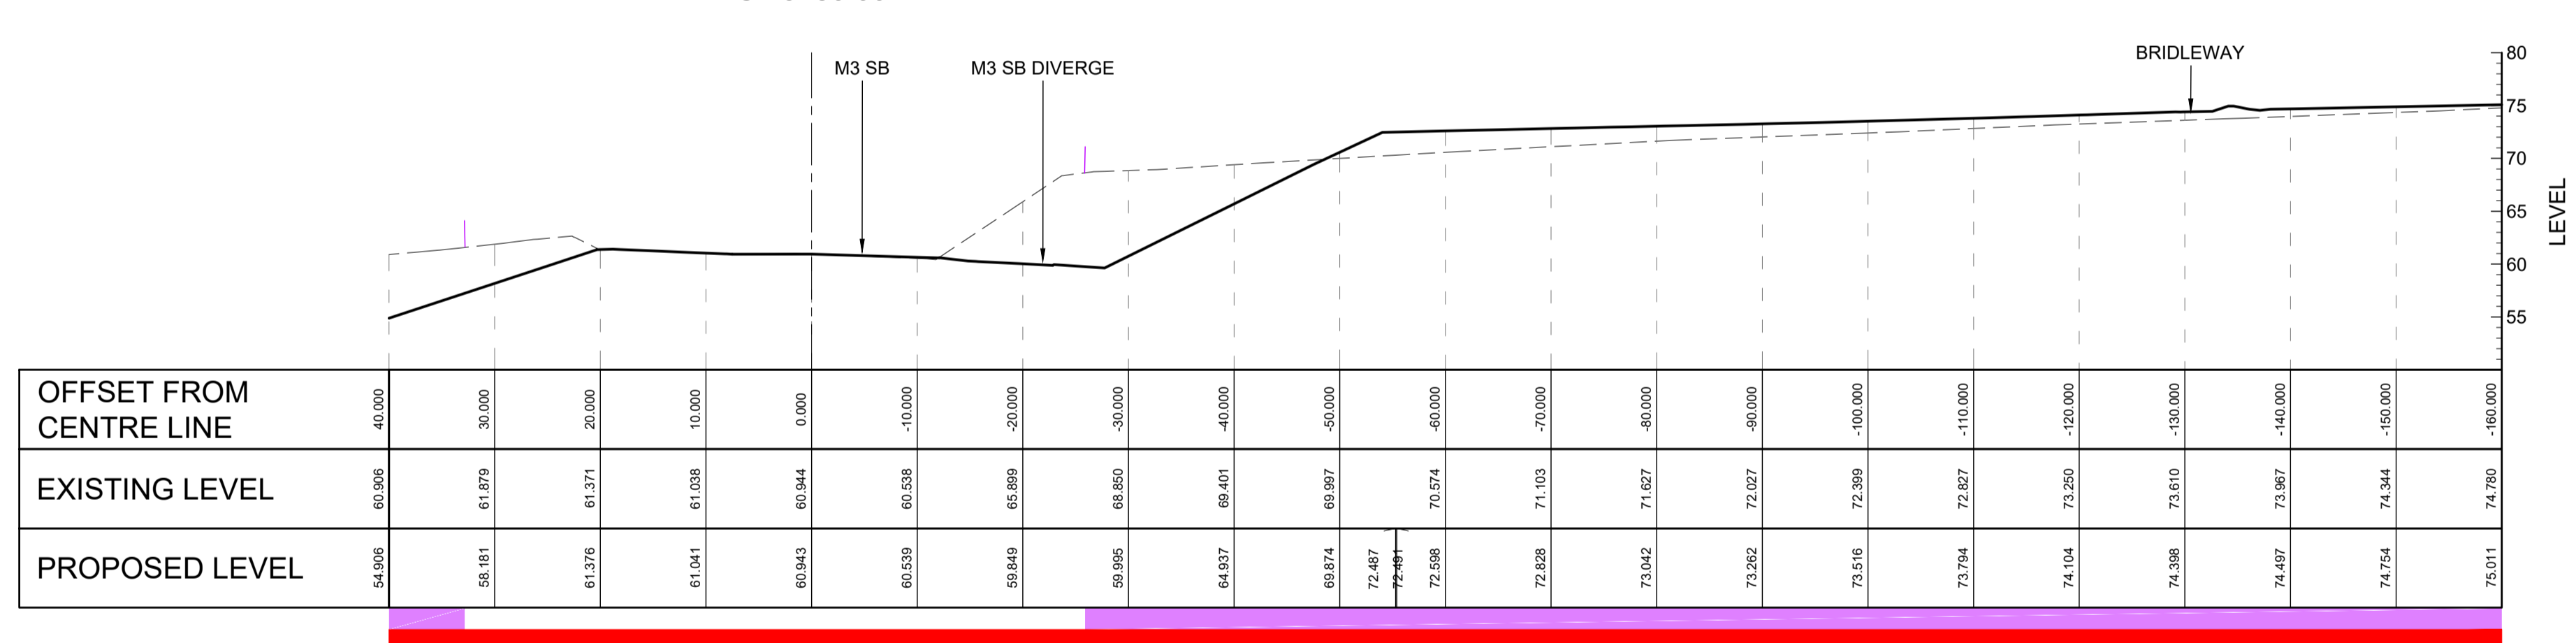 M3 SB
M3 SB DIVERGE
BRIDLEWAY
80
75
70
65
60
55
LEVEL
OFFSET FROM
CENTRE LINE
40.000 30.000 20.000 10.000 0.000 -10.000 -20.000 -30.000 -40.000 -50.000 -60.000 -70.000 -80.000 -90.000 -100.000 -110.000 -120.000 -130.000 -140.000 -150.000 -160.000
EXISTING LEVEL
60.906 61.879 61.371 61.038 60.944 60.538 65.899 68.850 69.401 69.997 70.574 71.103 71.627 72.027 72.399 72.827 73.250 73.610 73.967 74.344 74.780
PROPOSED LEVEL
54.906 58.181 61.376 61.041 60.943 60.539 59.849 59.995 64.937 69.874 72.487 72.491 72.598 72.828 73.042 73.262 73.516 73.794 74.104 74.398 74.497 74.754 75.011